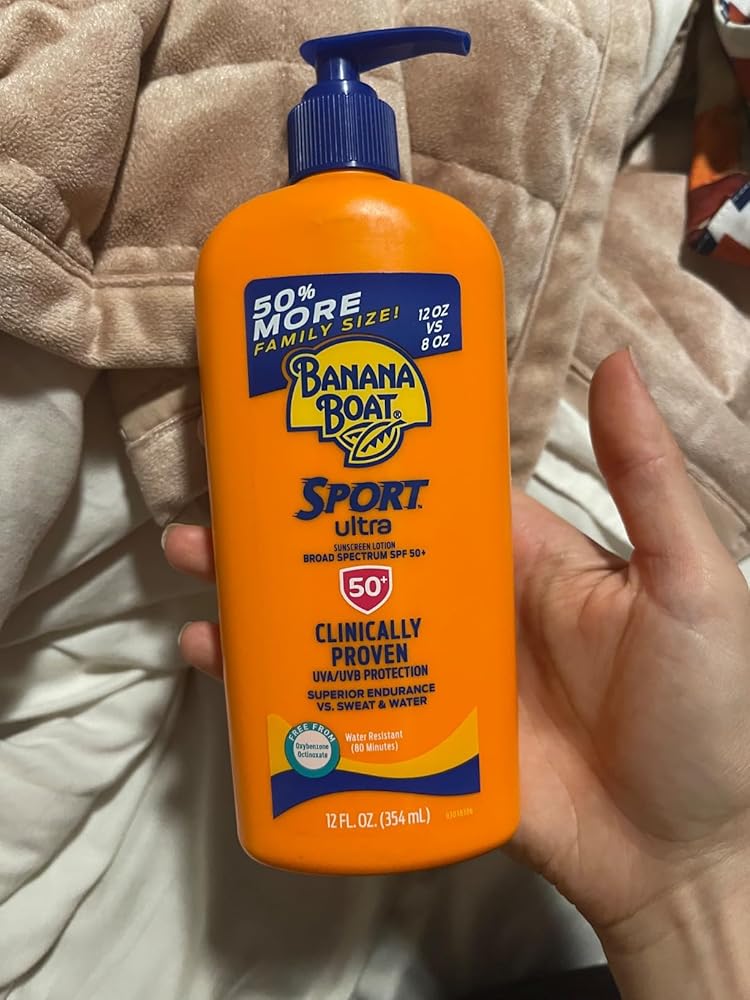 50%
MORE
FAMILY SIZE!
12 OZ
VS
8 OZ
BANANA
BOAT®
SPORT™
ultra
SUNSCREEN LOTION
BROAD SPECTRUM SPF 50+
50+
CLINICALLY
PROVEN
UVA/UVB PROTECTION
SUPERIOR ENDURANCE
VS. SWEAT & WATER
FREE FROM
Oxybenzone
Octinoxate
Water Resistant
(80 Minutes)
12 FL. OZ. (354 mL)